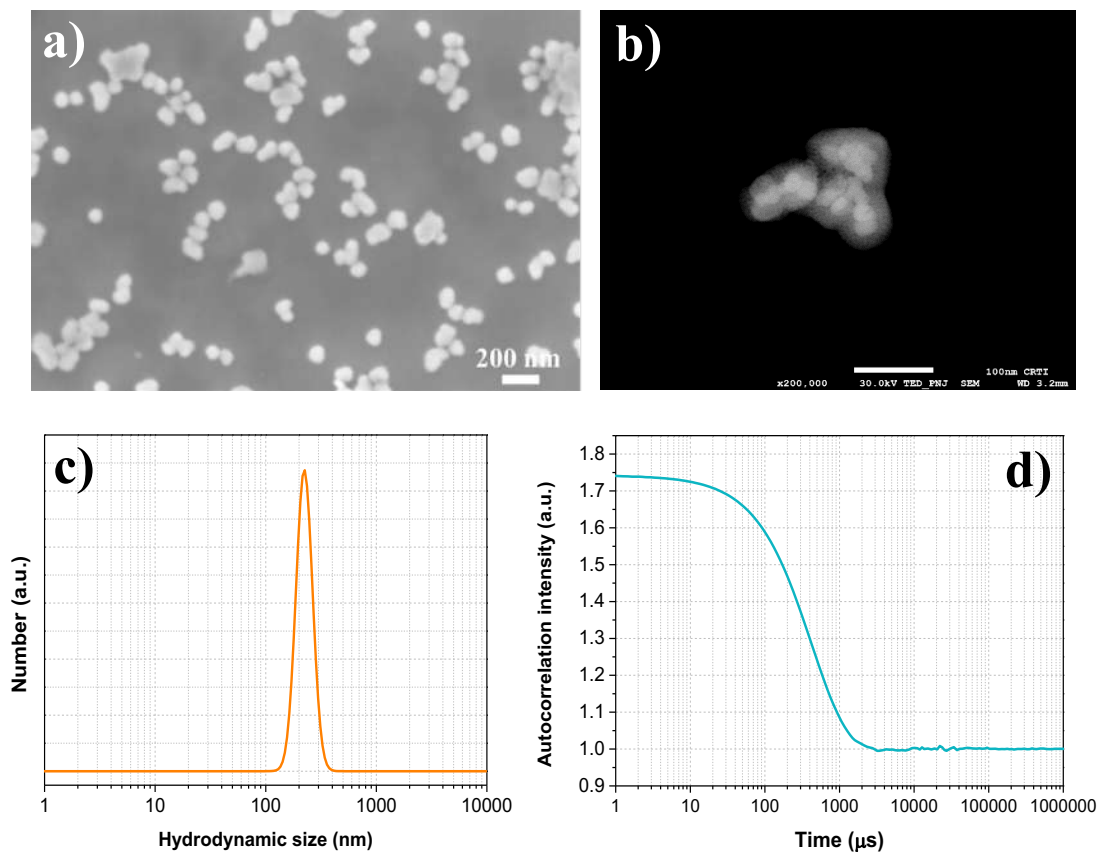 a)
200 nm
b)
100nm CRTI
x200,000 30.0kV TED_PNJ SEM WD 3.2mm
c)
Number (a.u.)
1 10 100 1000 10000
Hydrodynamic size (nm)
d)
Autocorrelation intensity (a.u.)
1.8
1.7
1.6
1.5
1.4
1.3
1.2
1.1
1.0
0.9
1 10 100 1000 10000 100000 1000000
Time (μs)